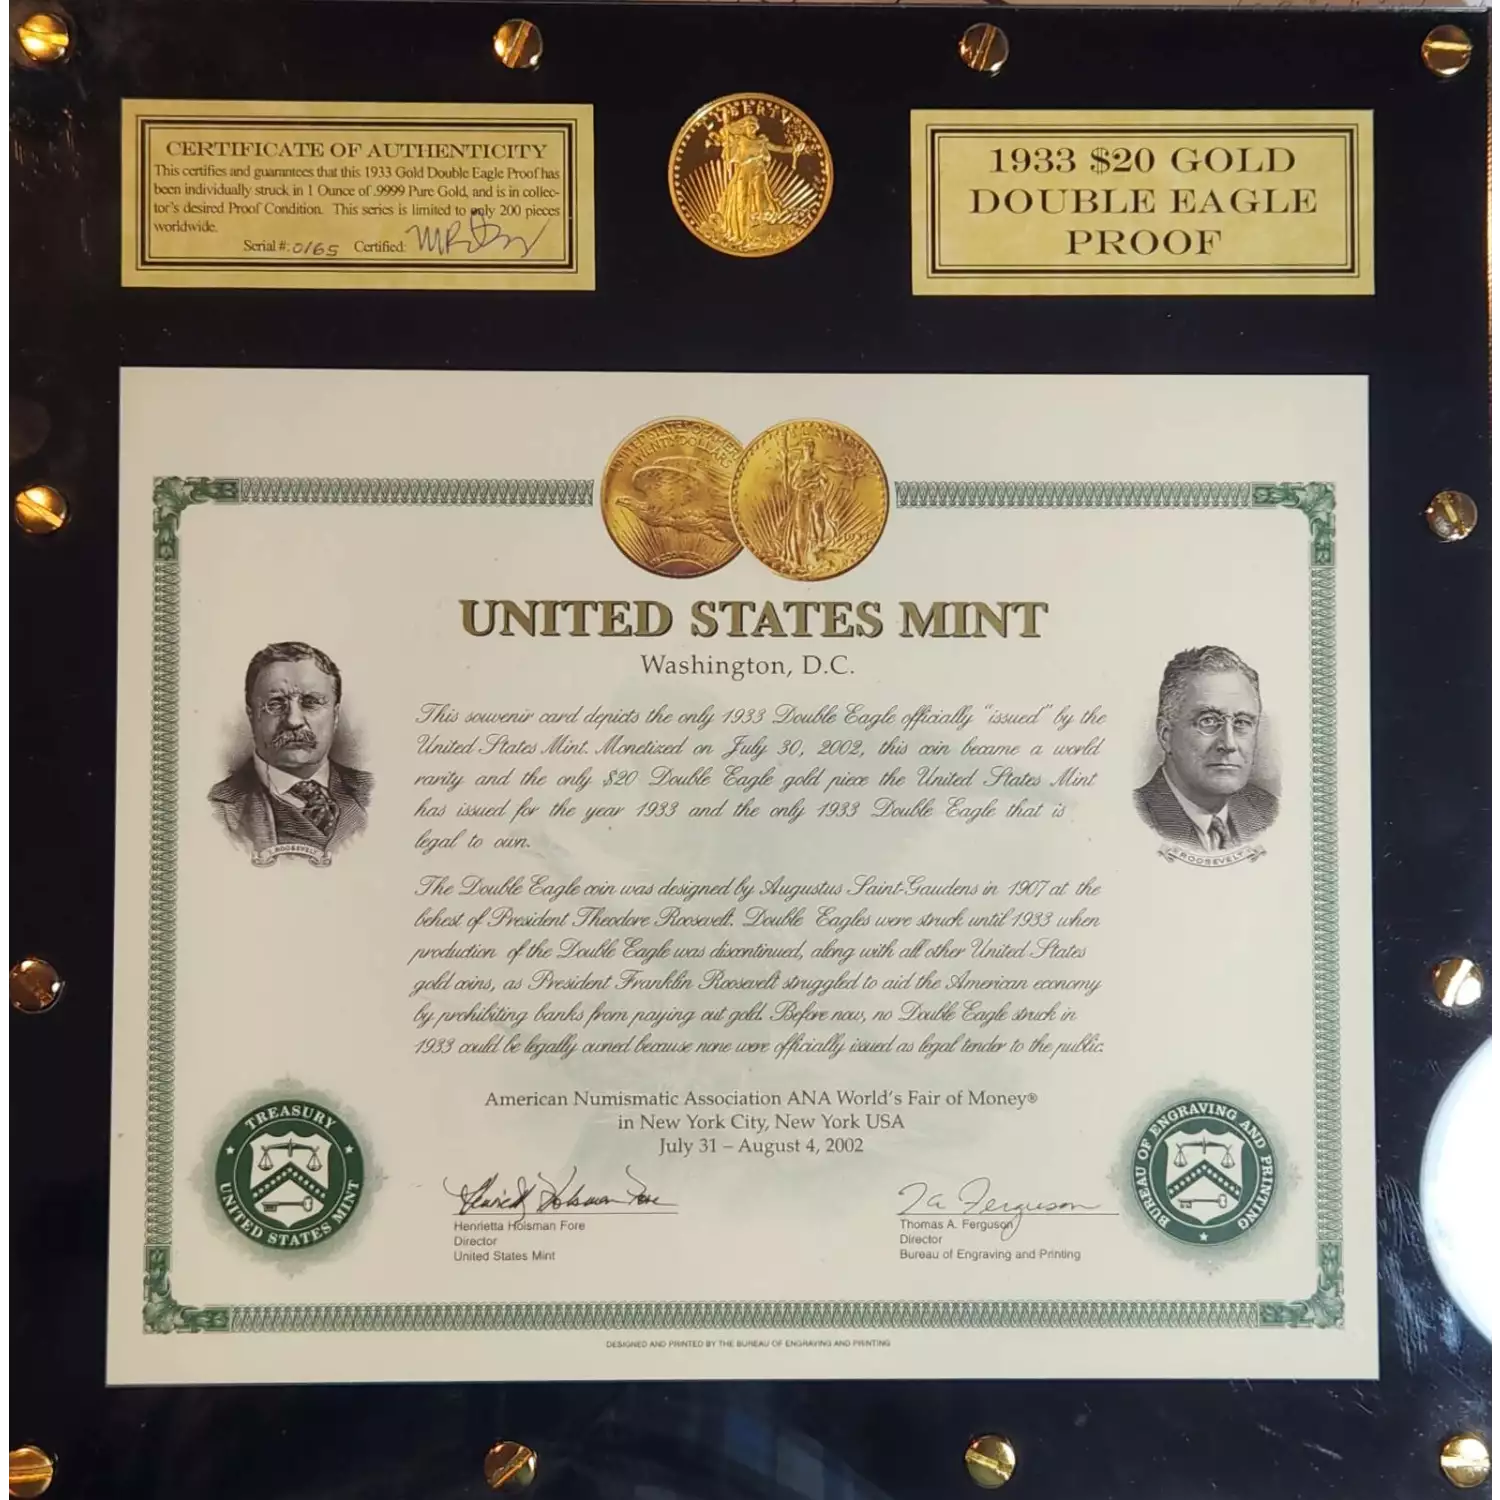 CERTIFICATE OF AUTHENTICITY
This certifies and guarantees that this 1933 Gold Double Eagle Proof has
been individually struck in 1 Ounce of .9999 Pure Gold, and is in collec-
tor's desired Proof Condition. This series is limited to only 200 pieces
worldwide.
Serial #: 0165 Certified:
LIBERTY
1933 $20 GOLD
DOUBLE EAGLE
PROOF
UNITED STATES OF AMERICA
TWENTY DOLLARS
UNITED STATES MINT
Washington, D.C.
This souvenir card depicts the only 1933 Double Eagle officially "issued" by the
United States Mint. Monetized on July 30, 2002, this coin became a world
rarity and the only $20 Double Eagle gold piece the United States Mint
has issued for the year 1933 and the only 1933 Double Eagle that is
legal to own.
The Double Eagle coin was designed by Augustus Saint-Gaudens in 1907 at the
behest of President Theodore Roosevelt. Double Eagles were struck until 1933 when
production of the Double Eagle was discontinued, along with all other United States
gold coins, as President Franklin Roosevelt struggled to aid the American economy
by prohibiting banks from paying out gold. Before now, no Double Eagle struck in
1933 could be legally owned because none were officially issued as legal tender to the public.
T. ROOSEVELT
ROOSEVELT
American Numismatic Association ANA World's Fair of Money®
in New York City, New York USA
July 31 – August 4, 2002
TREASURY
UNITED STATES MINT
Henrietta Holsman Fore
Henrietta Holsman Fore
Director
United States Mint
T A Ferguson
Thomas A. Ferguson
Director
Bureau of Engraving and Printing
BUREAU OF ENGRAVING AND PRINTING
DESIGNED AND PRINTED BY THE BUREAU OF ENGRAVING AND PRINTING